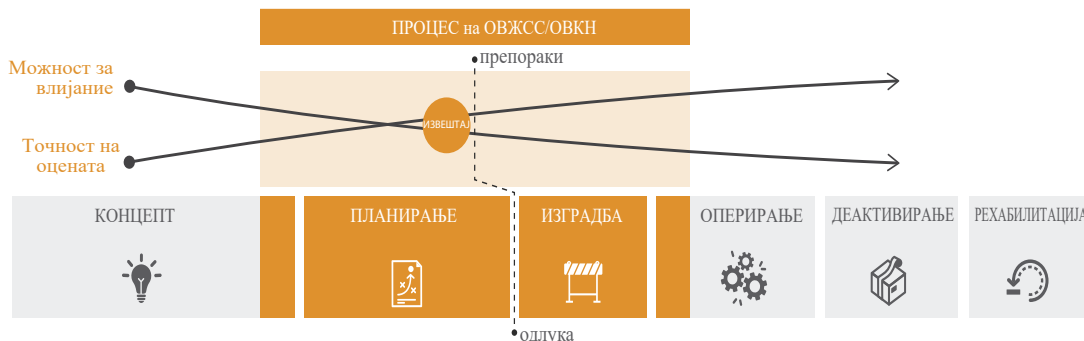 ПРОЦЕС на ОВЖСС/ОВКН
препораки
Можност за
влијание
ИЗВЕШТАЈ
Точност на
оцената
КОНЦЕПТ
ПЛАНИРАЊЕ
ИЗГРАДБА
ОПЕРИРАЊЕ
ДЕАКТИВИРАЊЕ
РЕХАБИЛИТАЦИЈА
одлука